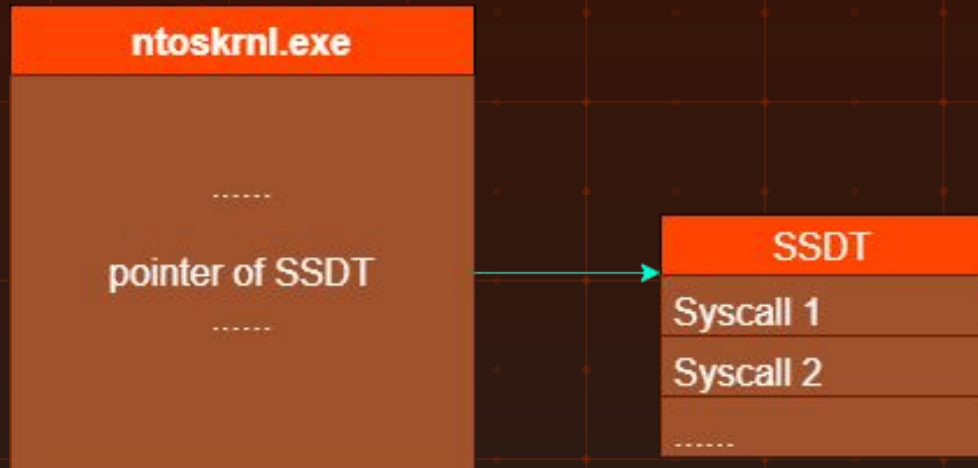 ntoskrnl.exe
......
pointer of SSDT
......
SSDT
Syscall 1
Syscall 2
......